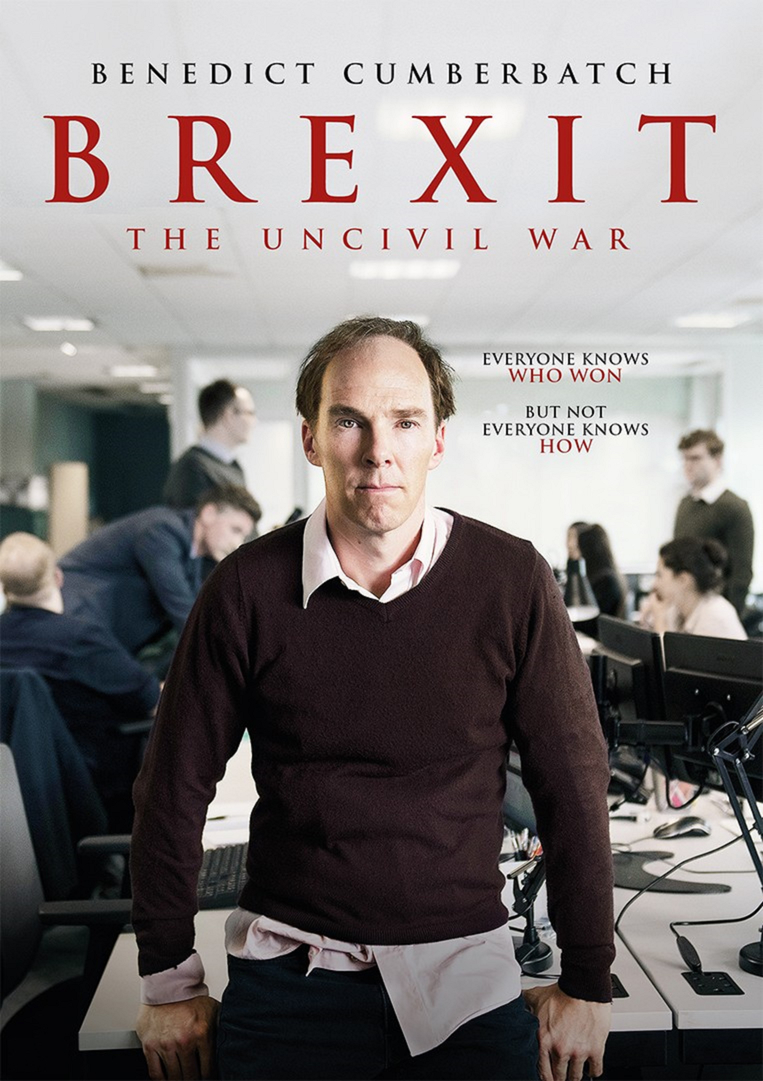 BENEDICT CUMBERBATCH
BREXIT
THE UNCIVIL WAR
EVERYONE KNOWS
WHO WON
BUT NOT
EVERYONE KNOWS
HOW